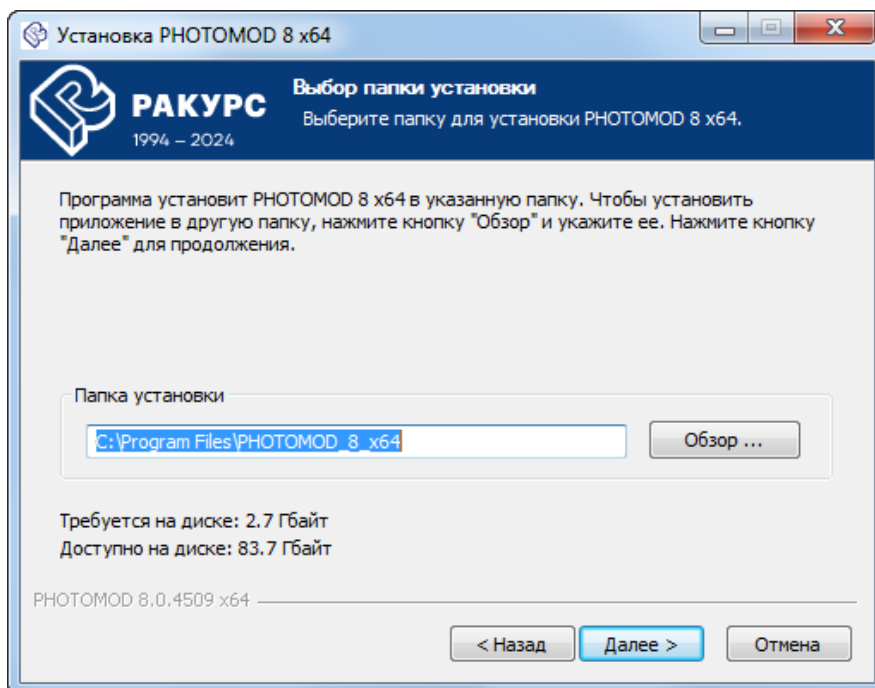 Установка PHOTOMOD 8 x64
РАКУРС
1994 – 2024
Выбор папки установки
Выберите папку для установки PHOTOMOD 8 x64.
Программа установит PHOTOMOD 8 x64 в указанную папку. Чтобы установить
приложение в другую папку, нажмите кнопку "Обзор" и укажите ее. Нажмите кнопку
"Далее" для продолжения.
Папка установки
C:\Program Files\PHOTOMOD_8_x64
Обзор ...
Требуется на диске: 2.7 Гбайт
Доступно на диске: 83.7 Гбайт
PHOTOMOD 8.0.4509 x64
< Назад
Далее >
Отмена